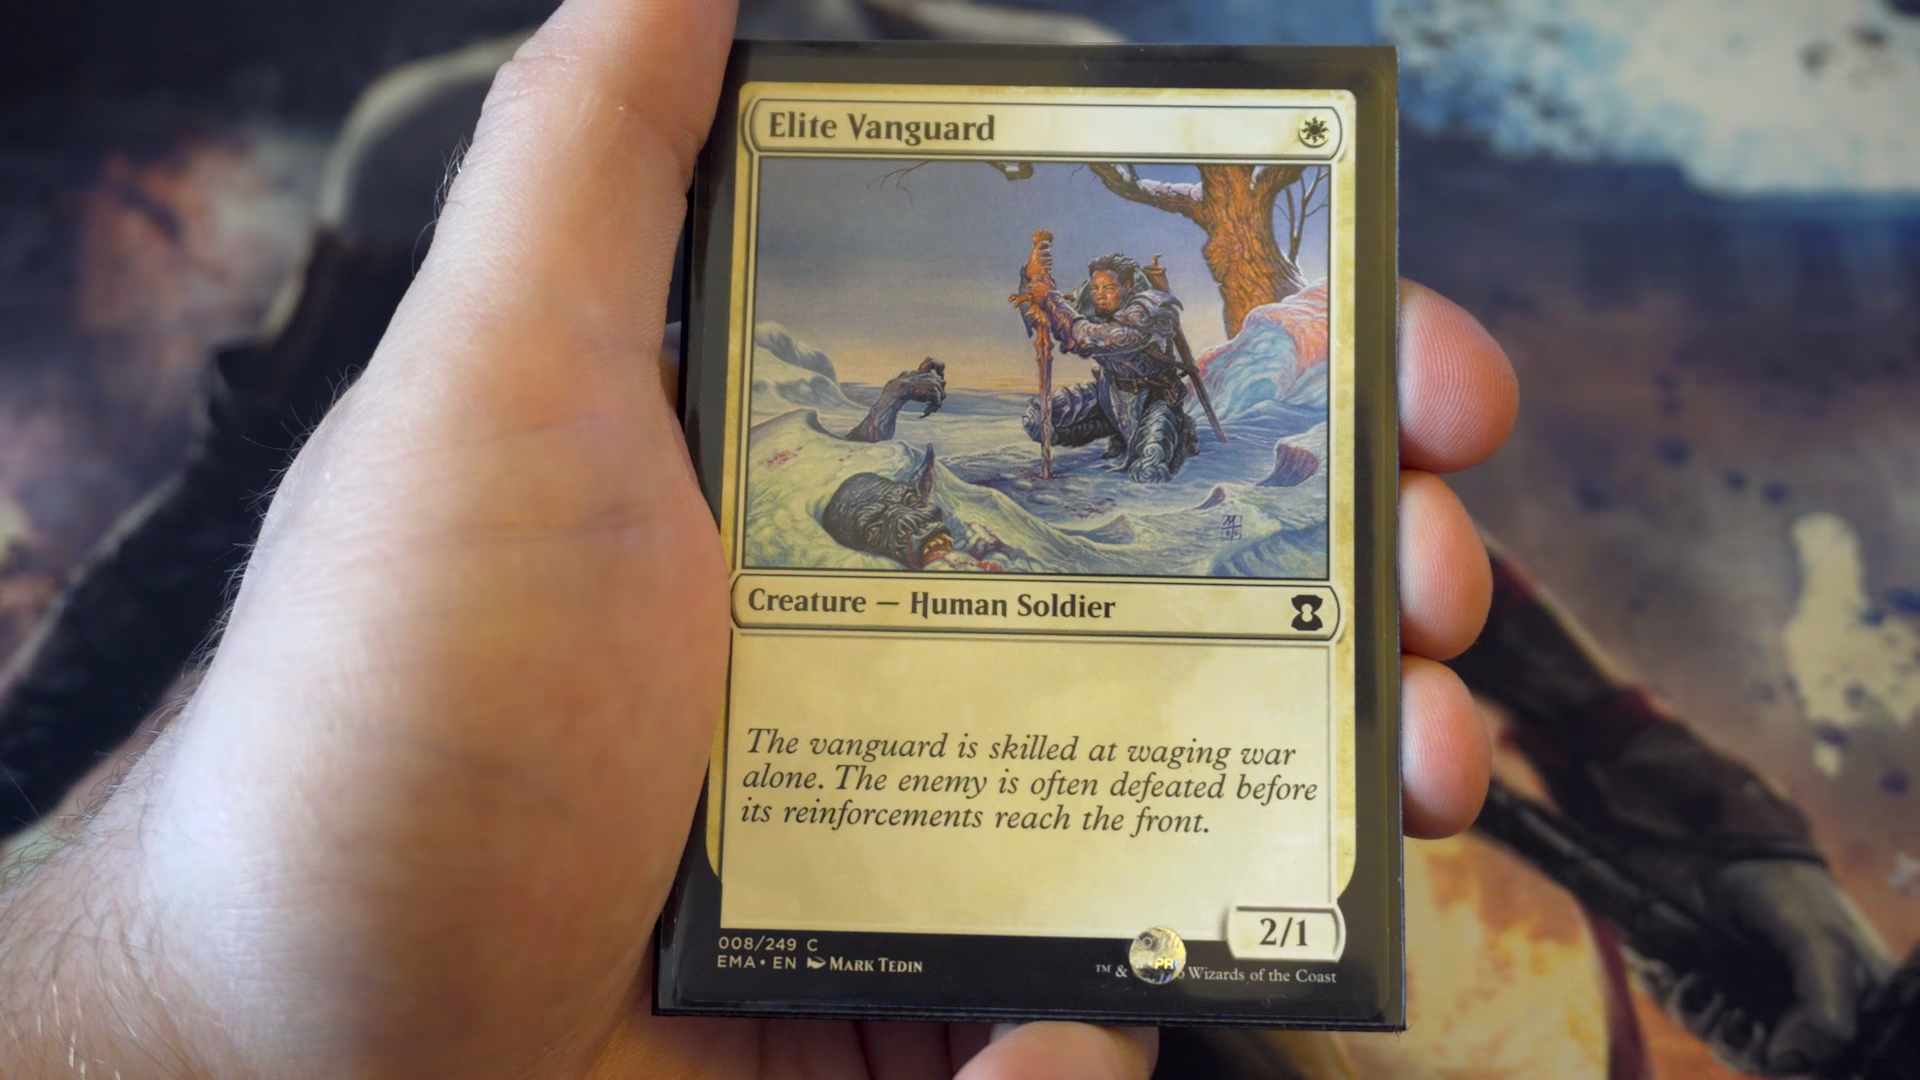 Elite Vanguard
Creature — Human Soldier
The vanguard is skilled at waging war
alone. The enemy is often defeated before
its reinforcements reach the front.
2/1
008/249 C
EMA • EN MARK TEDIN
™ & Wizards of the Coast